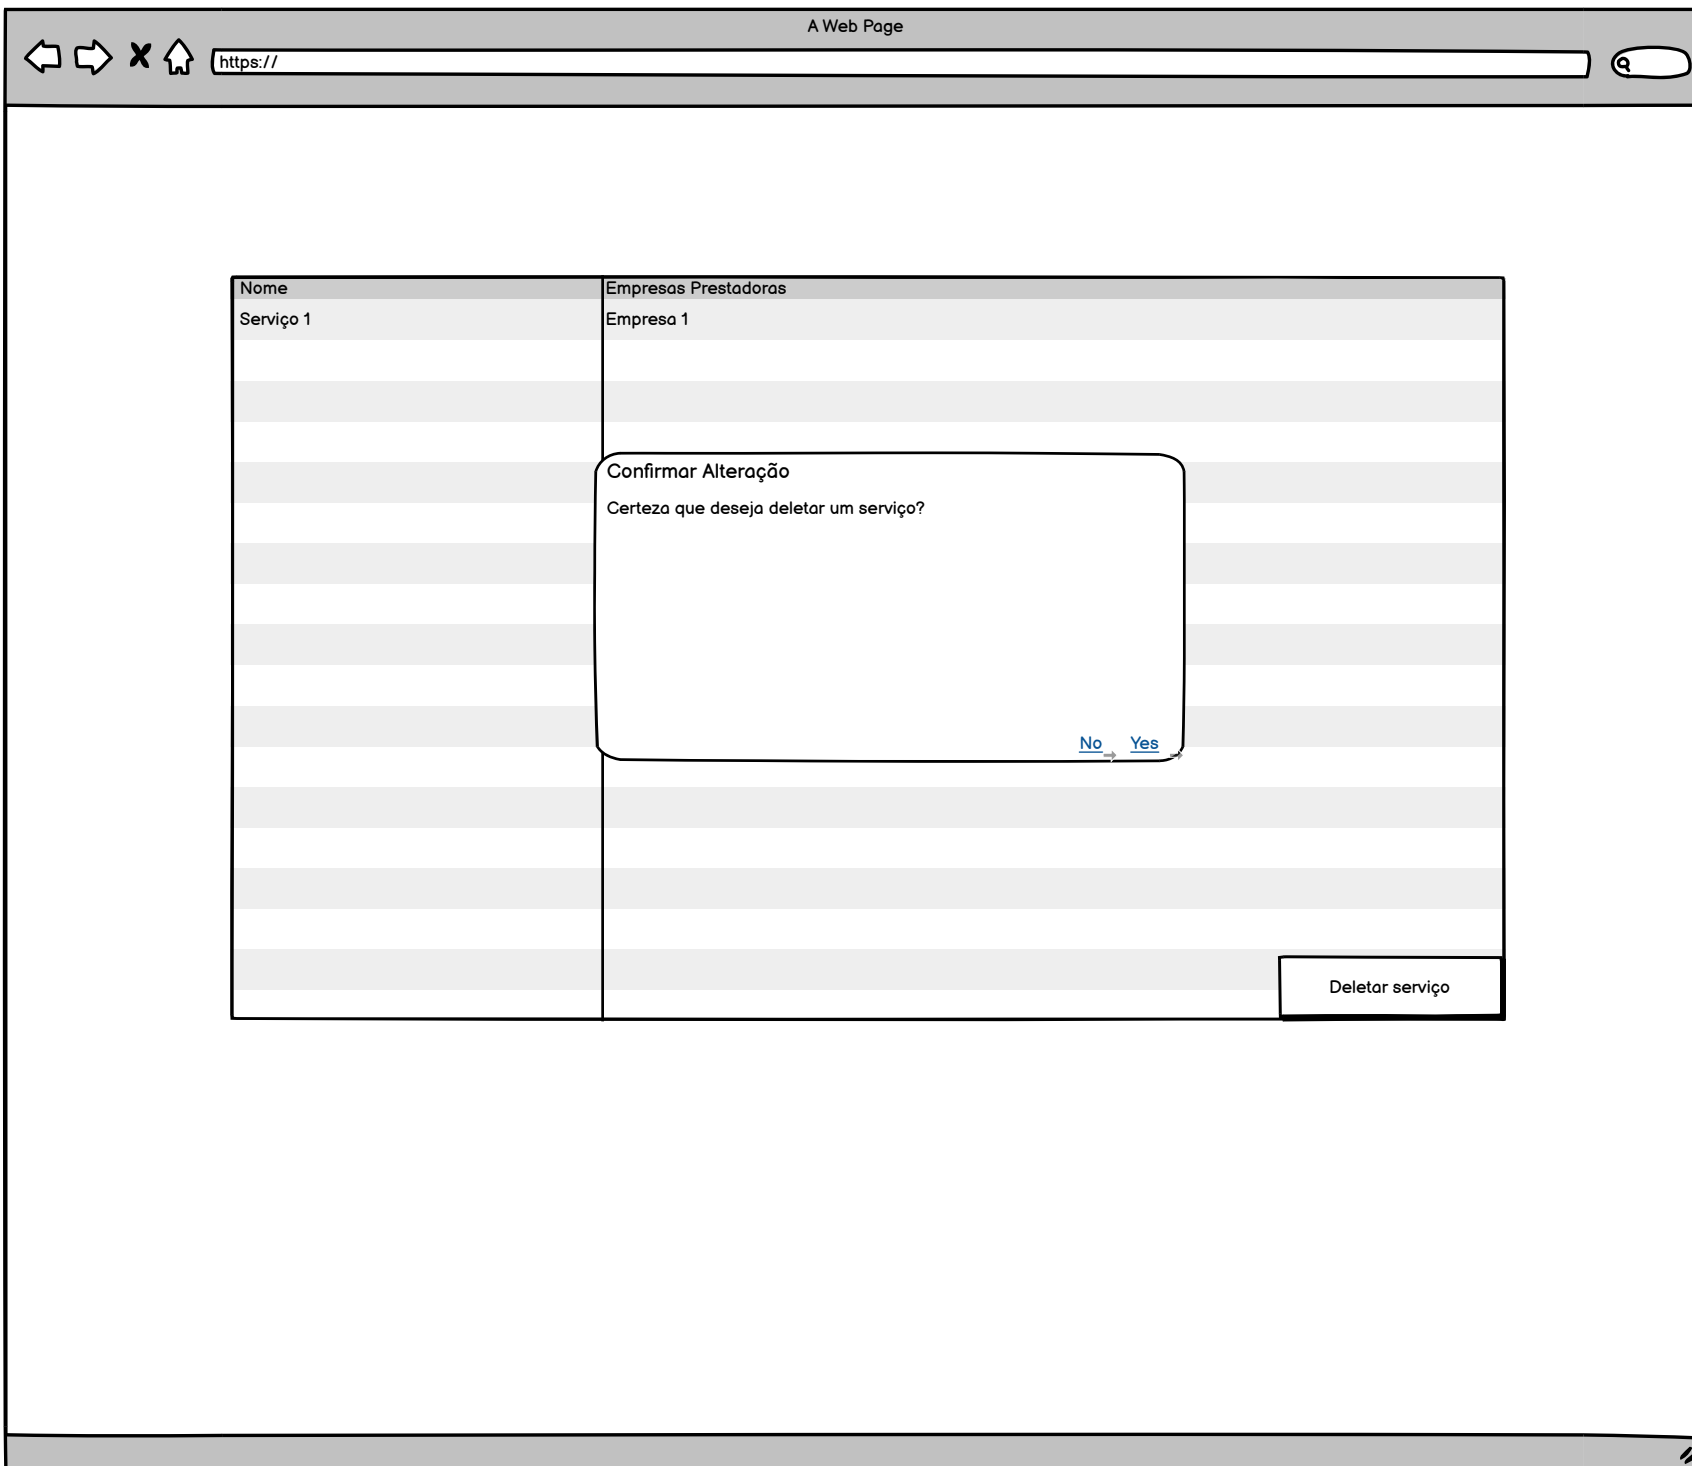 A Web Page
https://
Nome Empresas Prestadoras
Serviço 1 Empresa 1
Confirmar Alteração
Certeza que deseja deletar um serviço?
No Yes
Deletar serviço